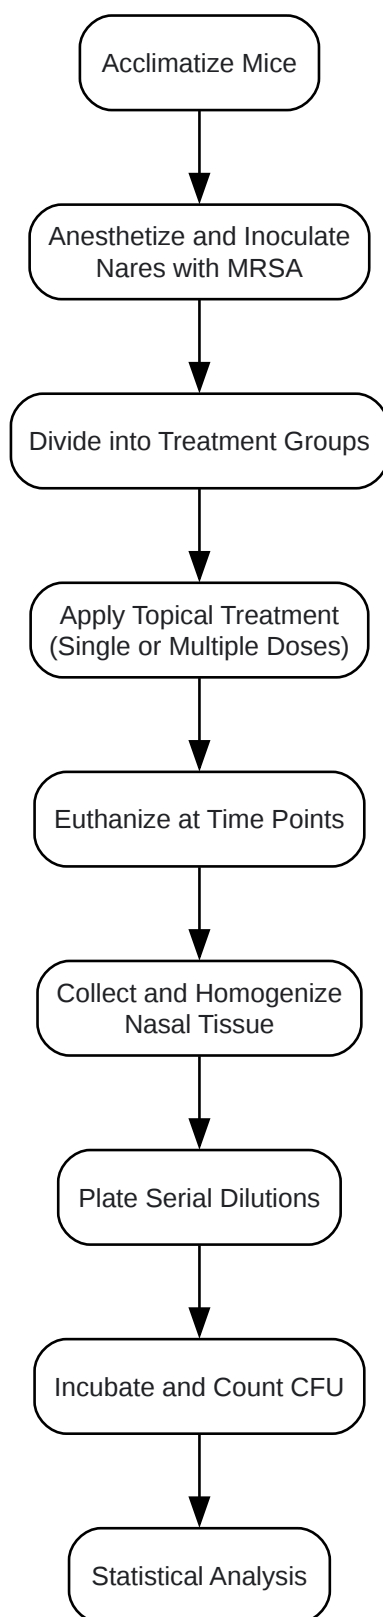 Acclimatize Mice
Anesthetize and Inoculate
Nares with MRSA
Divide into Treatment Groups
Apply Topical Treatment
(Single or Multiple Doses)
Euthanize at Time Points
Collect and Homogenize
Nasal Tissue
Plate Serial Dilutions
Incubate and Count CFU
Statistical Analysis